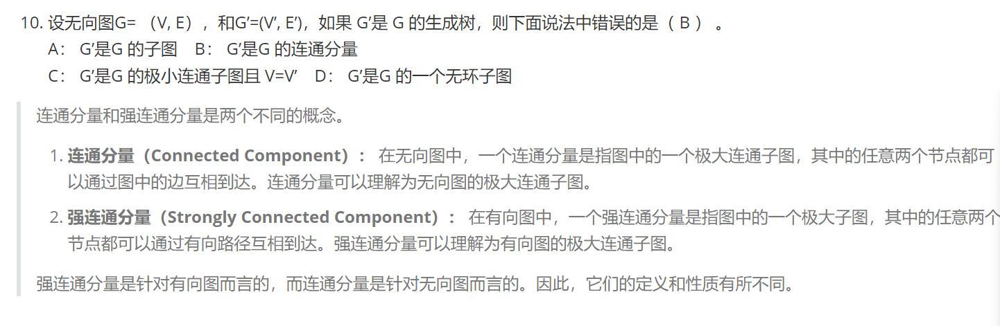 10. 设无向图G= （V, E），和G’=(V’, E’)，如果 G’是 G 的生成树，则下面说法中错误的是（ B ） 。
A： G’是G 的子图 B： G’是G 的连通分量
C： G’是G 的极小连通子图且 V=V’ D： G’是G 的一个无环子图
连通分量和强连通分量是两个不同的概念。
1. 连通分量（Connected Component）： 在无向图中，一个连通分量是指图中的一个极大连通子图，其中的任意两个节点都可
以通过图中的边互相到达。连通分量可以理解为无向图的极大连通子图。
2. 强连通分量（Strongly Connected Component）： 在有向图中，一个强连通分量是指图中的一个极大子图，其中的任意两个
节点都可以通过有向路径互相到达。强连通分量可以理解为有向图的极大连通子图。
强连通分量是针对有向图而言的，而连通分量是针对无向图而言的。因此，它们的定义和性质有所不同。